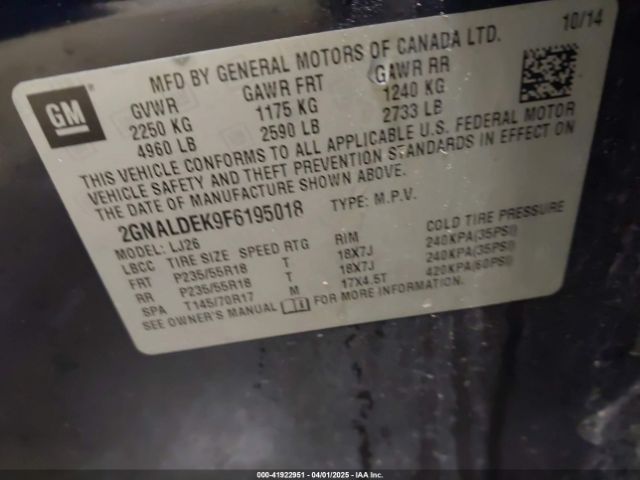 GM
MFD BY GENERAL MOTORS OF CANADA LTD. 10/14
GVWR GAWR FRT GAWR RR
2250 KG 1175 KG 1240 KG
4960 LB 2590 LB 2733 LB
THIS VEHICLE CONFORMS TO ALL APPLICABLE U.S. FEDERAL MOTOR
VEHICLE SAFETY AND THEFT PREVENTION STANDARDS IN EFFECT ON
THE DATE OF MANUFACTURE SHOWN ABOVE.
2GNALDEK9F6195018 TYPE: M.P.V.
MODEL: LJ26
LBCC TIRE SIZE SPEED RTG RIM COLD TIRE PRESSURE
FRT P235/55R18 T 18X7J 240KPA(35PSI)
RR P235/55R18 T 18X7J 240KPA(35PSI)
SPA T145/70R17 M 17X4.5T 420KPA(60PSI)
SEE OWNER'S MANUAL FOR MORE INFORMATION.
000-41922951 - 04/01/2025 - IAA Inc.